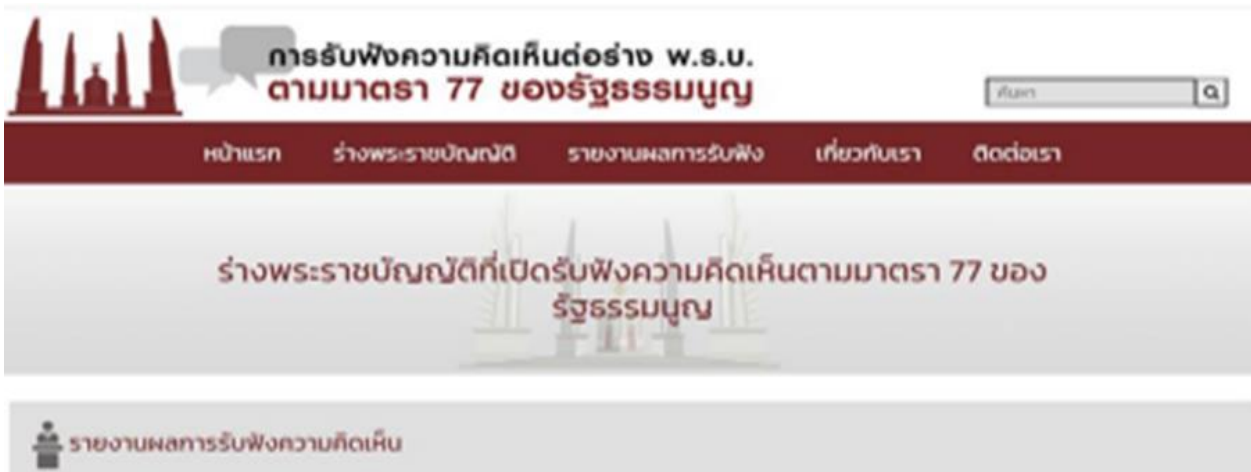 การรับฟังความคิดเห็นต่อร่าง พ.ร.บ.
ตามมาตรา 77 ของรัฐธรรมนูญ
ค้นหา
หน้าแรก ร่างพระราชบัญญัติ รายงานผลการรับฟัง เกี่ยวกับเรา ติดต่อเรา
ร่างพระราชบัญญัติที่เปิดรับฟังความคิดเห็นตามมาตรา 77 ของ
รัฐธรรมนูญ
รายงานผลการรับฟังความคิดเห็น